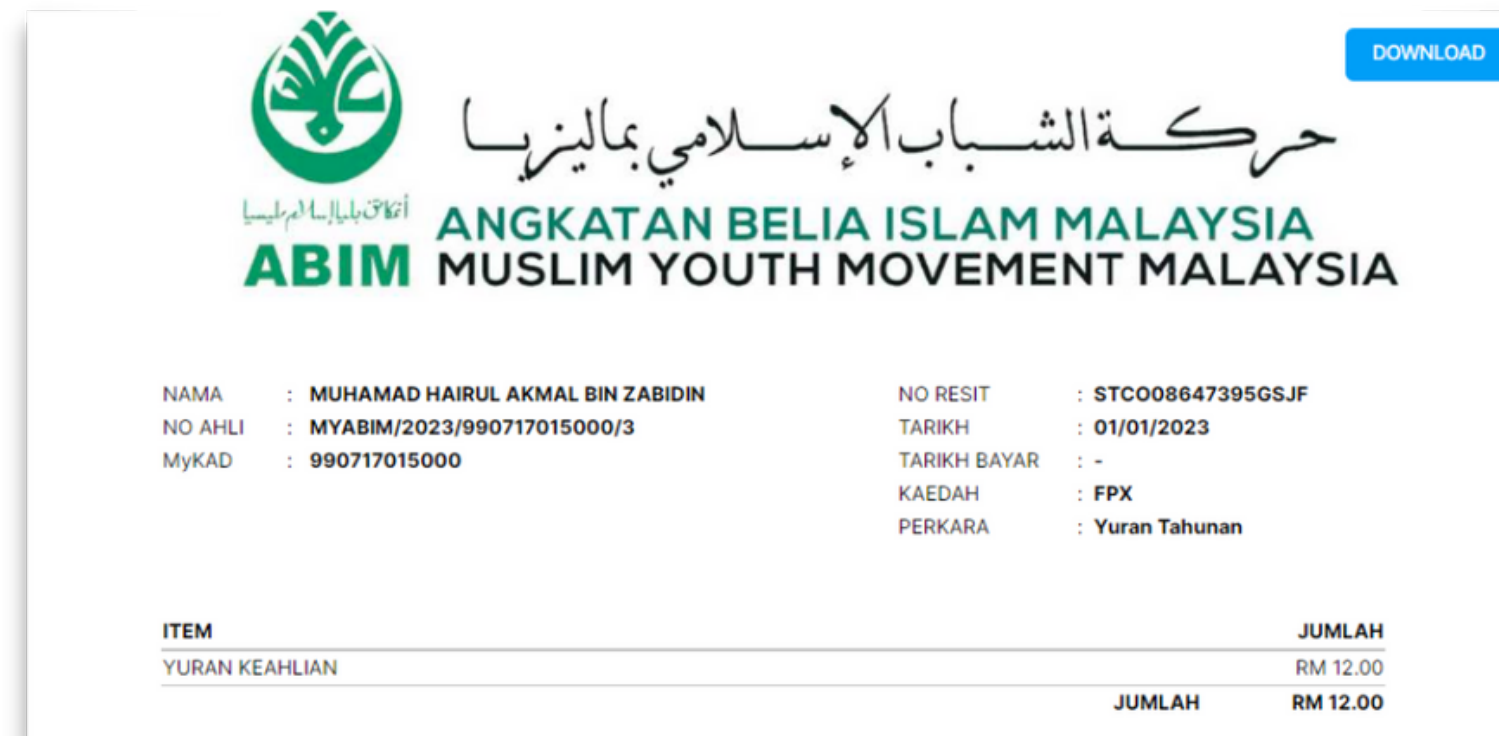 DOWNLOAD
حركة الشباب الإسلامي بماليزيا
ABIM
ANGKATAN BELIA ISLAM MALAYSIA
MUSLIM YOUTH MOVEMENT MALAYSIA
NAMA : MUHAMAD HAIRUL AKMAL BIN ZABIDIN
NO AHLI : MYABIM/2023/990717015000/3
MyKAD : 990717015000
NO RESIT : STCO08647395GSJF
TARIKH : 01/01/2023
TARIKH BAYAR : -
KAEDAH : FPX
PERKARA : Yuran Tahunan
ITEM JUMLAH
YURAN KEAHLIAN RM 12.00
JUMLAH RM 12.00